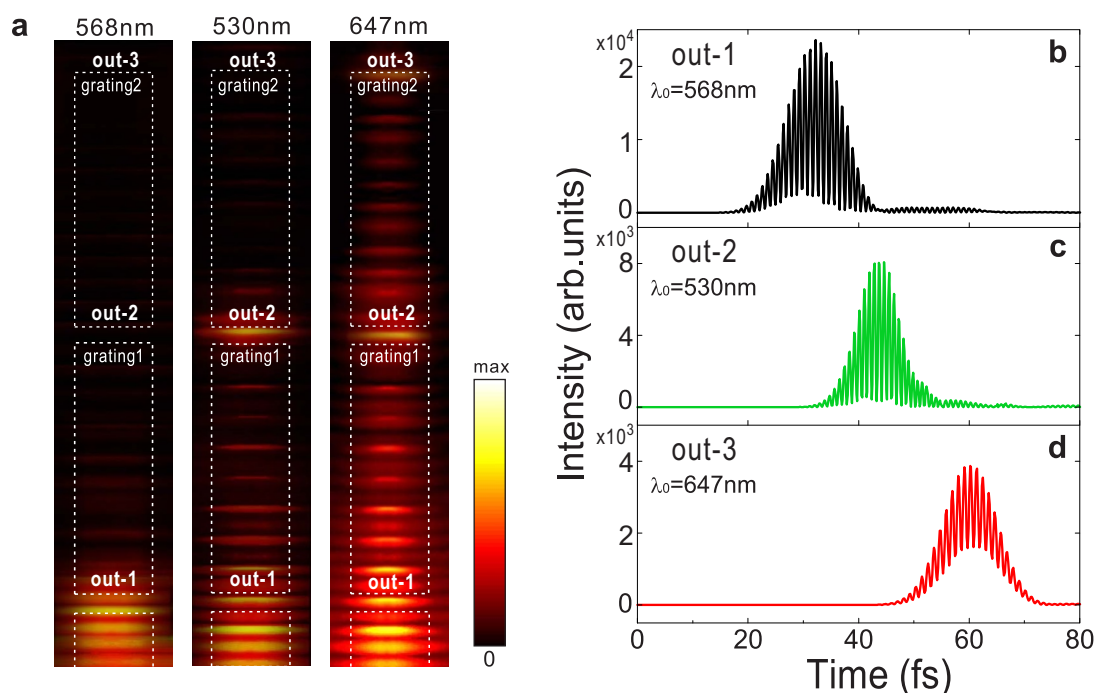 a
568nm
530nm
647nm
out-3
out-3
out-3
grating2
grating2
grating2
out-2
out-2
out-2
grating1
grating1
grating1
out-1
out-1
out-1
max
0
Intensity (arb.units)
x10⁴
2
1
0
out-1
λ₀=568nm
b
x10³
8
4
0
out-2
λ₀=530nm
c
x10³
4
2
0
out-3
λ₀=647nm
d
0 20 40 60 80
Time (fs)